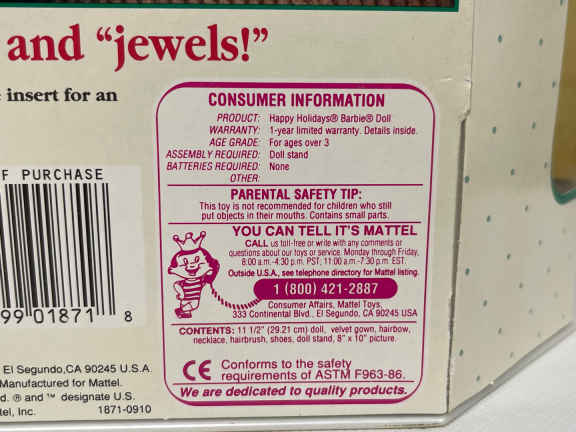 and “jewels!”
insert for an
CONSUMER INFORMATION
PRODUCT: Happy Holidays® Barbie® Doll
WARRANTY: 1-year limited warranty. Details inside.
AGE GRADE: For ages over 3
ASSEMBLY REQUIRED: Doll stand
BATTERIES REQUIRED: None
OTHER:
F PURCHASE
PARENTAL SAFETY TIP:
This toy is not recommended for children who still
put objects in their mouths. Contains small parts.
YOU CAN TELL IT'S MATTEL
CALL us toll-free or write with any comments or
questions about our toys or service. Monday through Friday,
8:00 a.m.-4:30 p.m. PST; 11:00 a.m.-7:30 p.m. EST.
Outside U.S.A., see telephone directory for Mattel listing.
1 (800) 421-2887
Consumer Affairs, Mattel Toys,
333 Continental Blvd., El Segundo, CA 90245 USA
99 01871 8
CONTENTS: 11 1/2" (29.21 cm) doll, velvet gown, hairbow,
necklace, hairbrush, shoes, doll stand, 8" x 10" picture.
CE Conforms to the safety
requirements of ASTM F963-86.
We are dedicated to quality products.
El Segundo,CA 90245 U.S.A.
Manufactured for Mattel.
d. ® and ™ designate U.S.
tel, Inc. 1871-0910